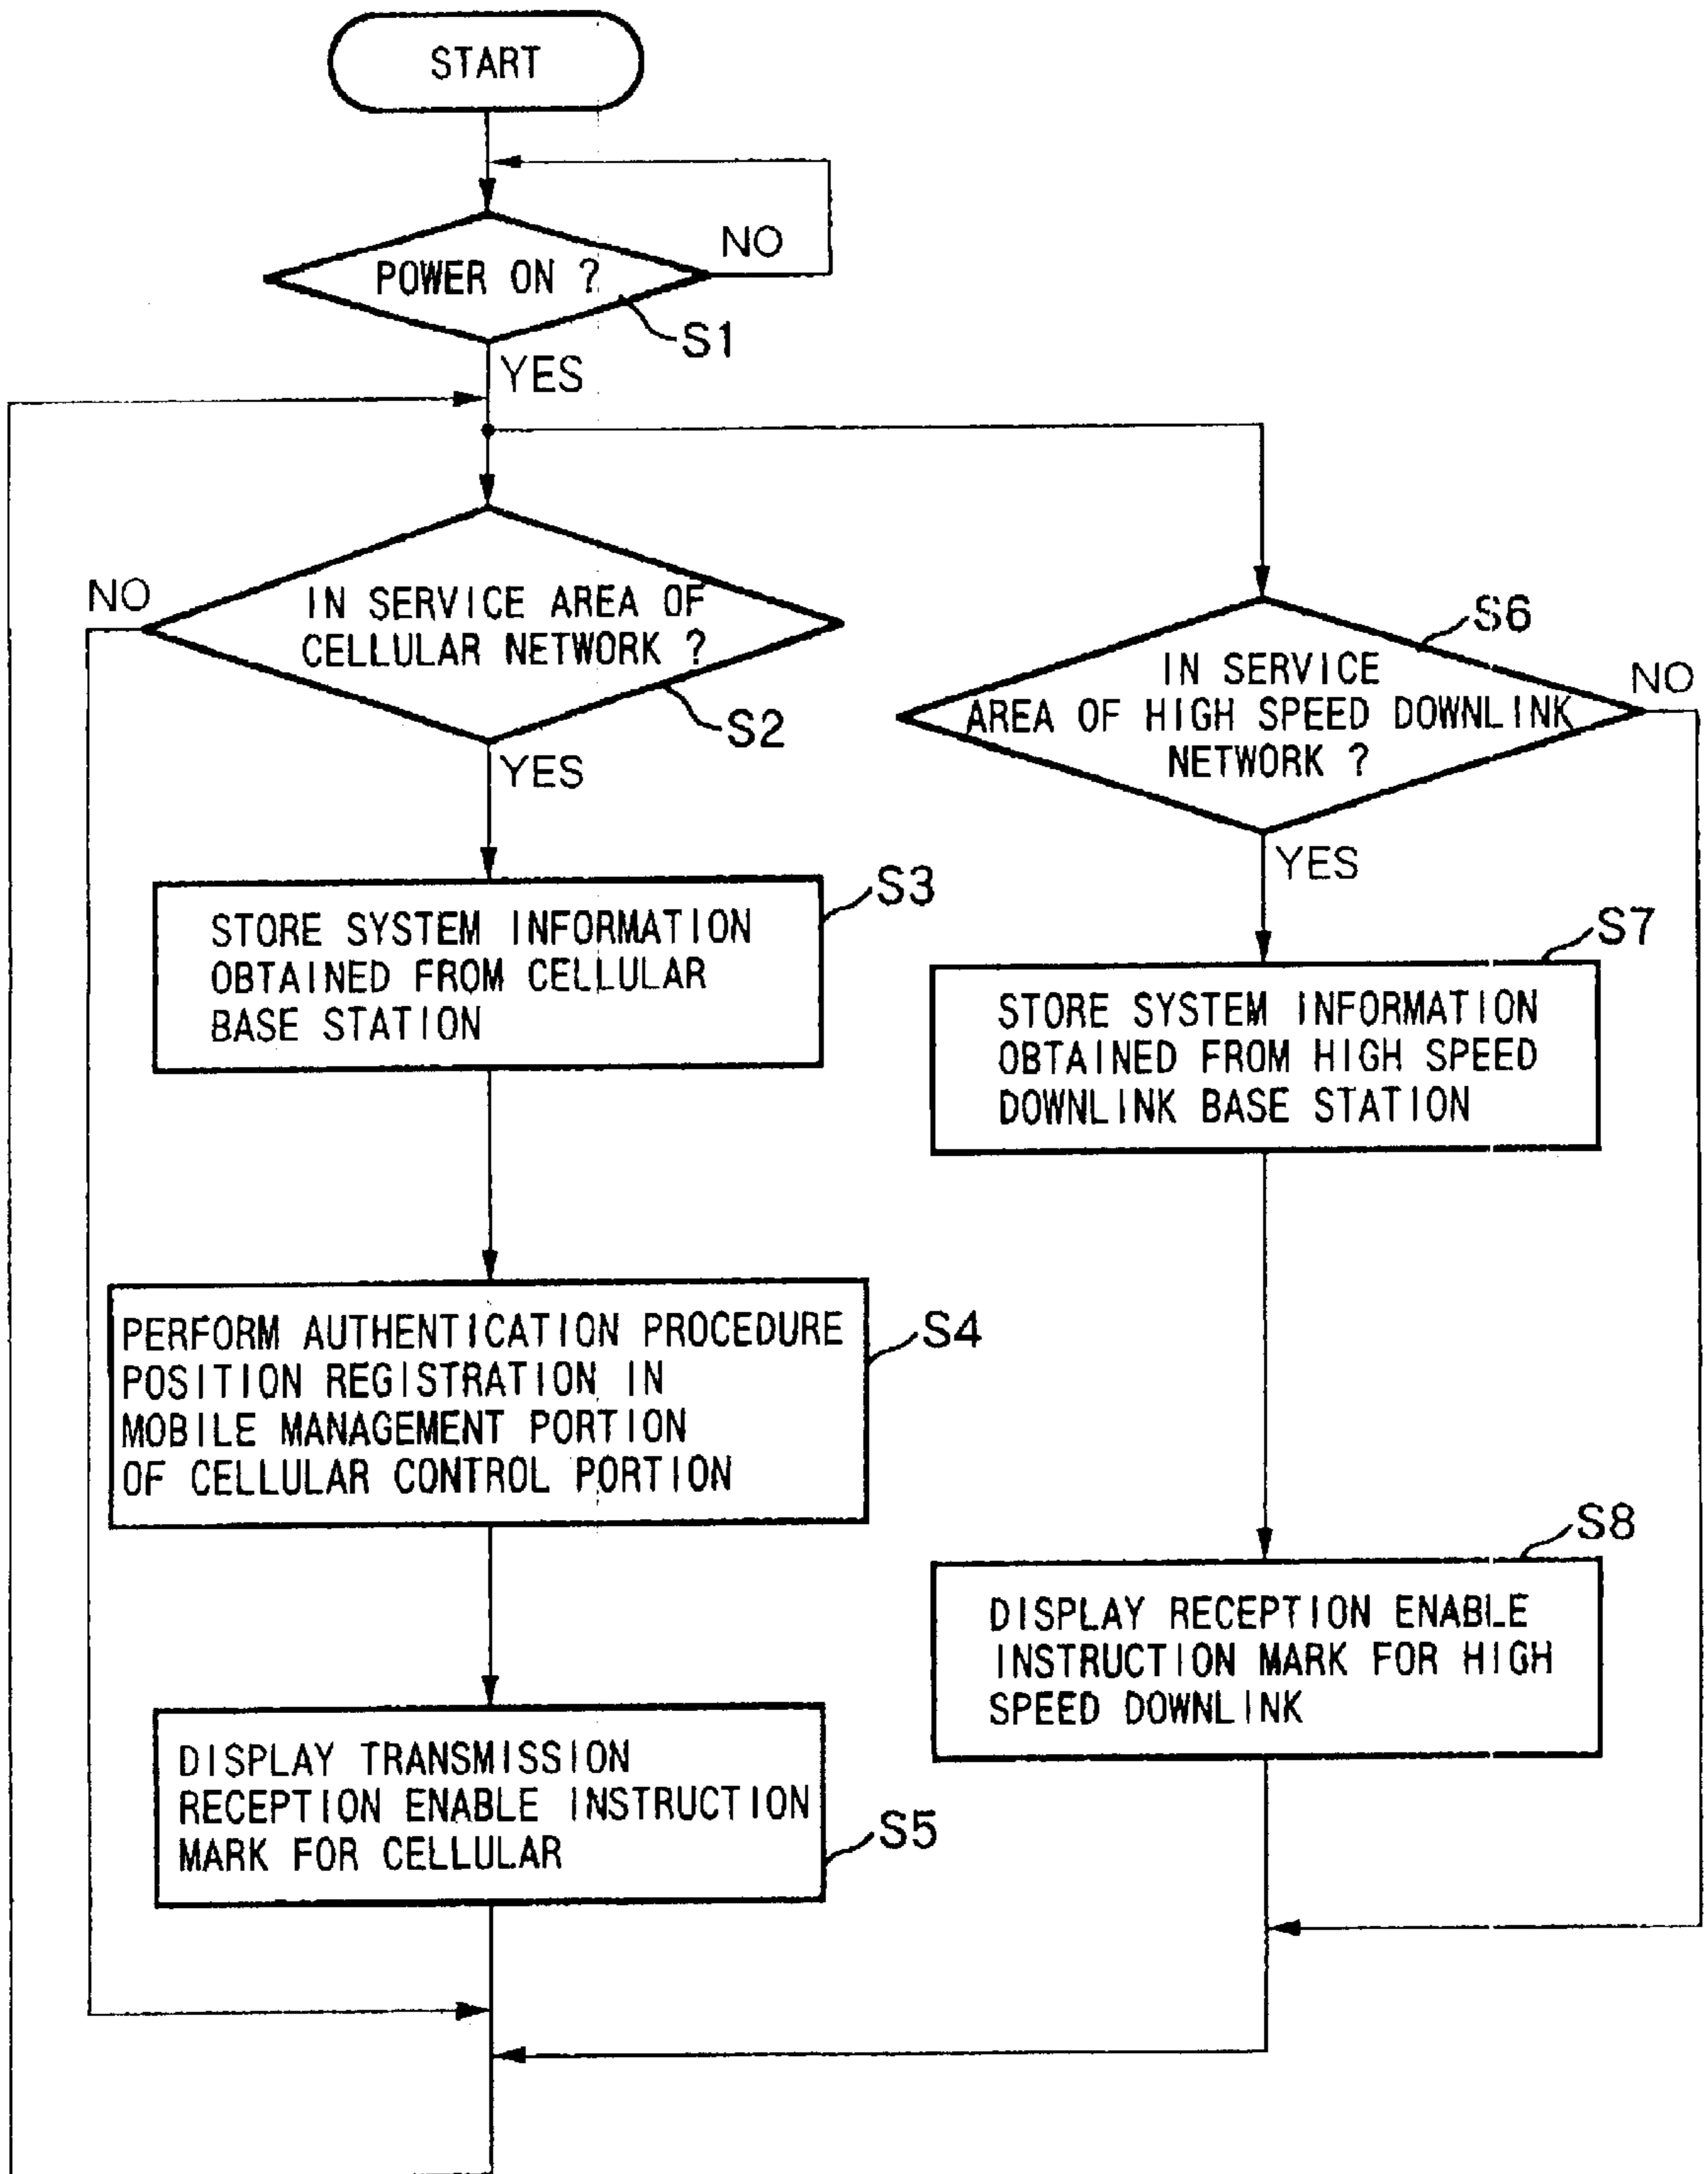 START
NO
POWER ON ?
S1
YES
NO
IN SERVICE AREA OF
CELLULAR NETWORK ?
S2
YES
S6
IN SERVICE
AREA OF HIGH SPEED DOWNLINK
NETWORK ?
NO
YES
S3
STORE SYSTEM INFORMATION
OBTAINED FROM CELLULAR
BASE STATION
S7
STORE SYSTEM INFORMATION
OBTAINED FROM HIGH SPEED
DOWNLINK BASE STATION
S4
PERFORM AUTHENTICATION PROCEDURE
POSITION REGISTRATION IN
MOBILE MANAGEMENT PORTION
OF CELLULAR CONTROL PORTION
S8
DISPLAY RECEPTION ENABLE
INSTRUCTION MARK FOR HIGH
SPEED DOWNLINK
DISPLAY TRANSMISSION
RECEPTION ENABLE INSTRUCTION
MARK FOR CELLULAR
S5